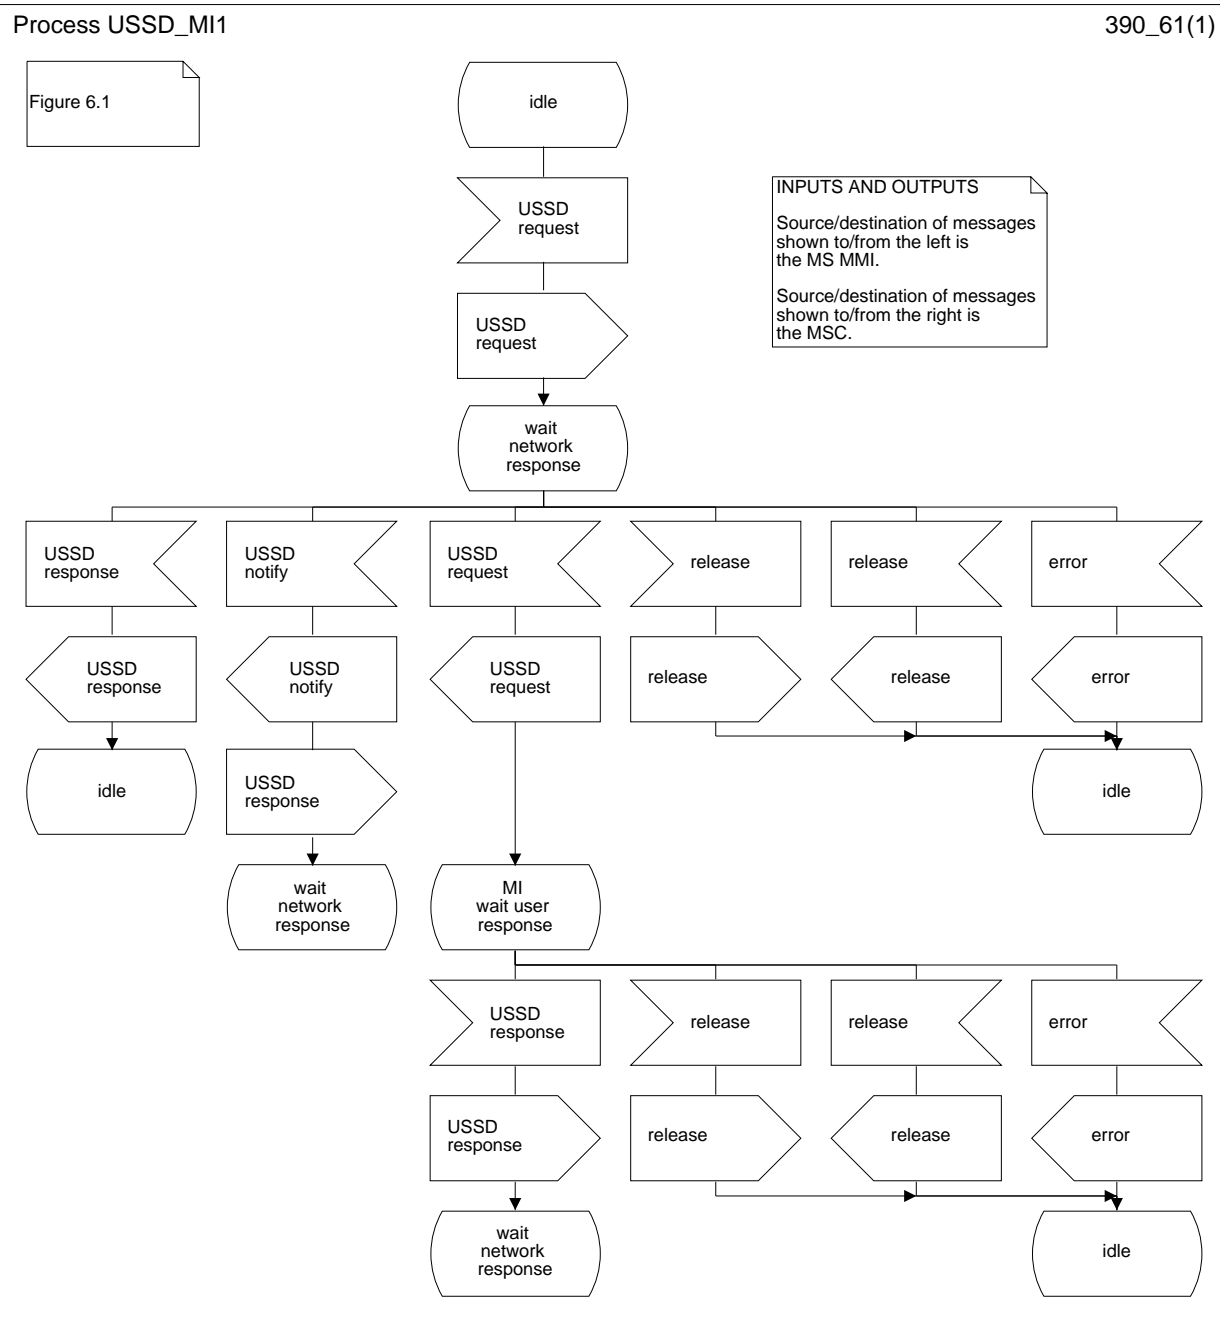 Process USSD_MI1
390_61(1)
Figure 6.1
idle
INPUTS AND OUTPUTS
Source/destination of messages
shown to/from the left is
the MS MMI.
Source/destination of messages
shown to/from the right is
the MSC.
USSD
request
USSD
request
wait
network
response
USSD
response
USSD
notify
USSD
request
release
release
error
USSD
response
USSD
notify
USSD
request
release
release
error
idle
USSD
response
idle
wait
network
response
MI
wait user
response
USSD
response
release
release
error
USSD
response
release
release
error
wait
network
response
idle